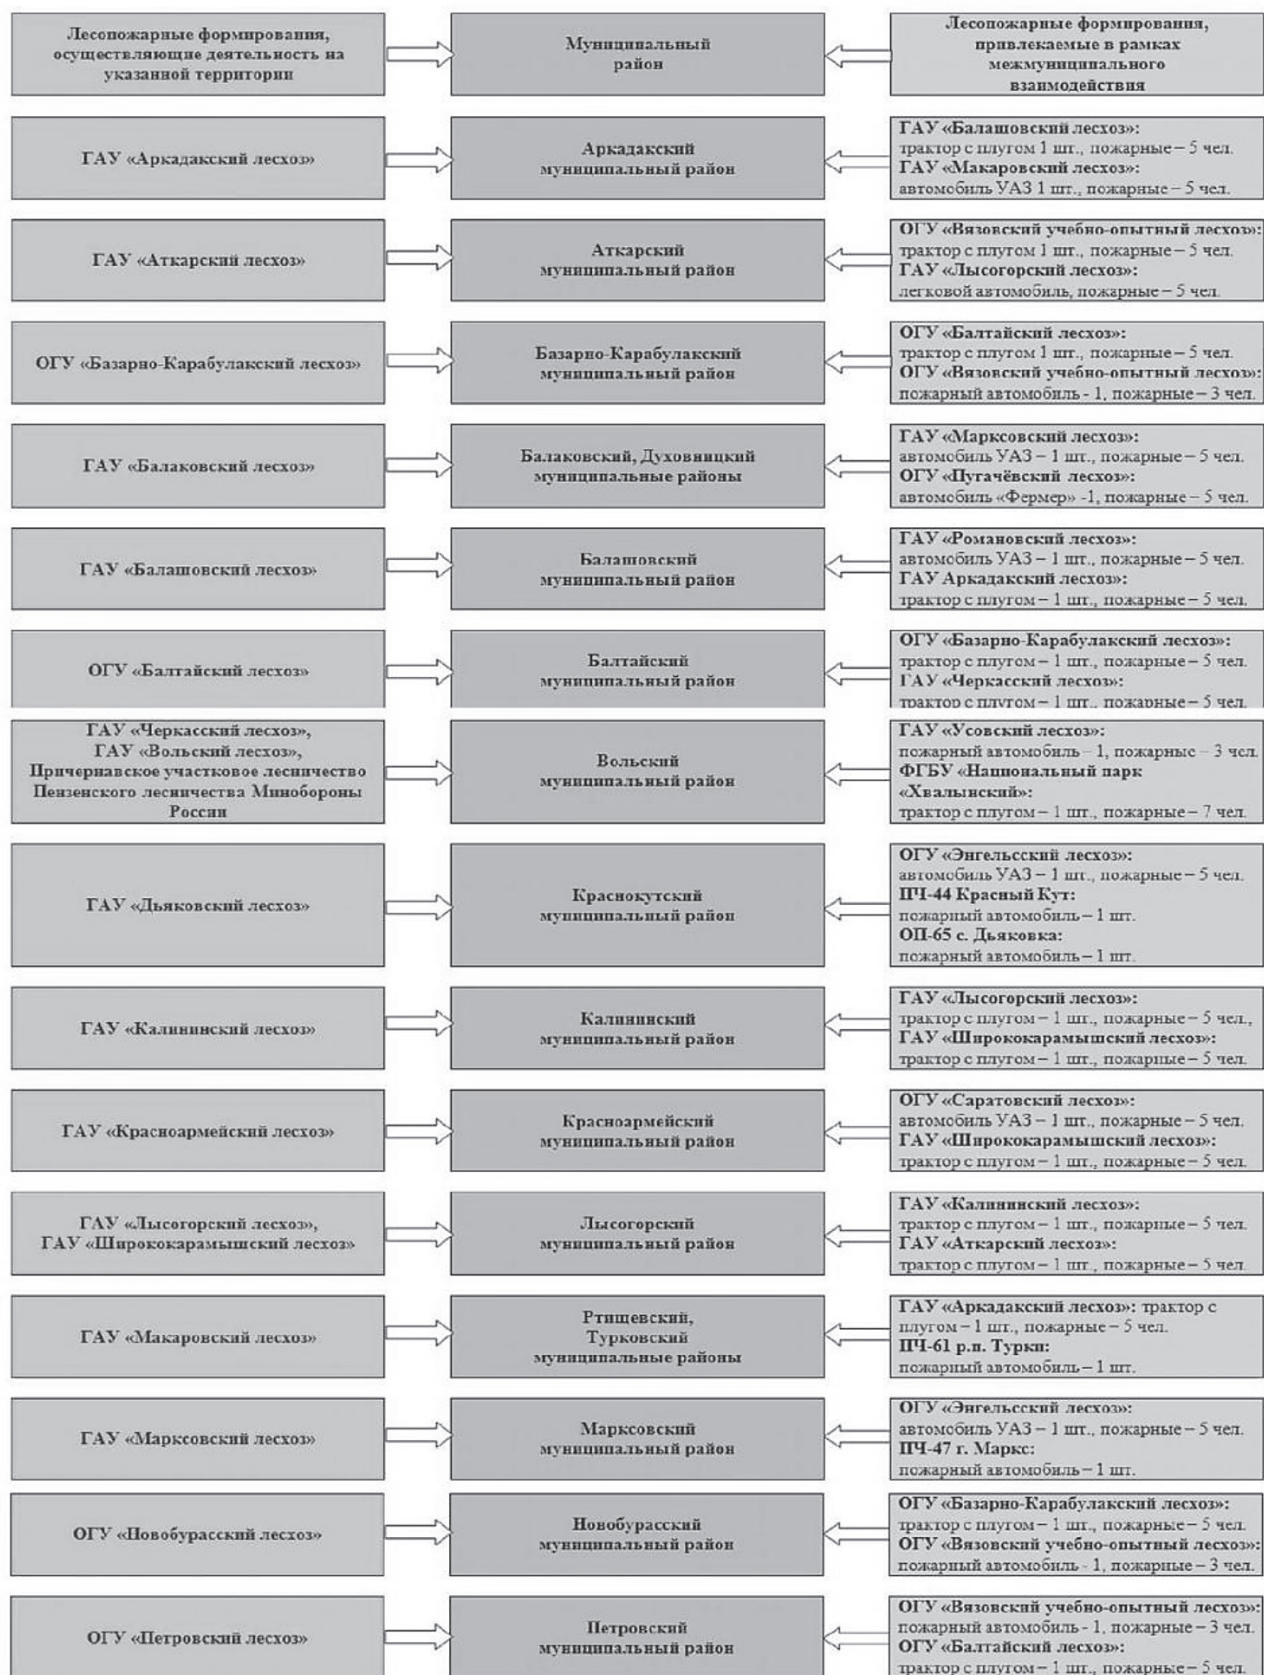 Лесопожарные формирования,
осуществляющие деятельность на
указанной территории
Муниципальный
район
Лесопожарные формирования,
привлекаемые в рамках
межмуниципального
взаимодействия
ГАУ «Аркадакский лесхоз»
Аркадакский
муниципальный район
ГАУ «Балашовский лесхоз»:
трактор с плугом 1 шт., пожарные – 5 чел.
ГАУ «Макаровский лесхоз»:
автомобиль УАЗ 1 шт., пожарные – 5 чел.
ГАУ «Аткарский лесхоз»
Аткарский
муниципальный район
ОГУ «Вязовский учебно-опытный лесхоз»:
трактор с плугом 1 шт., пожарные – 5 чел.
ГАУ «Лысогорский лесхоз»:
легковой автомобиль, пожарные – 5 чел.
ОГУ «Базарно-Карабулакский лесхоз»
Базарно-Карабулакский
муниципальный район
ОГУ «Балтайский лесхоз»:
трактор с плугом 1 шт., пожарные – 5 чел.
ОГУ «Вязовский учебно-опытный лесхоз»:
пожарный автомобиль - 1, пожарные – 3 чел.
ГАУ «Балаковский лесхоз»
Балаковский, Духовницкий
муниципальные районы
ГАУ «Марксовский лесхоз»:
автомобиль УАЗ – 1 шт., пожарные – 5 чел.
ОГУ «Пугачёвский лесхоз»:
автомобиль «Фермер» -1, пожарные – 5 чел.
ГАУ «Балашовский лесхоз»
Балашовский
муниципальный район
ГАУ «Романовский лесхоз»:
автомобиль УАЗ – 1 шт., пожарные – 5 чел.
ГАУ Аркадакский лесхоз»:
трактор с плугом – 1 шт., пожарные – 5 чел.
ОГУ «Балтайский лесхоз»
Балтайский
муниципальный район
ОГУ «Базарно-Карабулакский лесхоз»:
трактор с плугом – 1 шт., пожарные – 5 чел.
ГАУ «Черкасский лесхоз»:
трактор с плугом – 1 шт., пожарные – 5 чел.
ГАУ «Черкасский лесхоз»,
ГАУ «Вольский лесхоз»,
Причернавское участковое лесничество
Пензенского лесничества Минобороны
России
Вольский
муниципальный район
ГАУ «Усовский лесхоз»:
пожарный автомобиль – 1, пожарные – 3 чел.
ФГБУ «Национальный парк
«Хвалынский»:
трактор с плугом – 1 шт., пожарные – 7 чел.
ГАУ «Дьяковский лесхоз»
Краснокутский
муниципальный район
ОГУ «Энгельсский лесхоз»:
автомобиль УАЗ – 1 шт., пожарные – 5 чел.
ПЧ-44 Красный Кут:
пожарный автомобиль – 1 шт.
ОП-65 с. Дьяковка:
пожарный автомобиль – 1 шт.
ГАУ «Калининский лесхоз»
Калининский
муниципальный район
ГАУ «Лысогорский лесхоз»:
трактор с плугом – 1 шт., пожарные – 5 чел.,
ГАУ «Ширококарамышский лесхоз»:
трактор с плугом – 1 шт., пожарные – 5 чел.
ГАУ «Красноармейский лесхоз»
Красноармейский
муниципальный район
ОГУ «Саратовский лесхоз»:
автомобиль УАЗ – 1 шт., пожарные – 5 чел.
ГАУ «Ширококарамышский лесхоз»:
трактор с плугом – 1 шт., пожарные – 5 чел.
ГАУ «Лысогорский лесхоз»,
ГАУ «Ширококарамышский лесхоз»
Лысогорский
муниципальный район
ГАУ «Калининский лесхоз»:
трактор с плугом – 1 шт., пожарные – 5 чел.
ГАУ «Аткарский лесхоз»:
трактор с плугом – 1 шт., пожарные – 5 чел.
ГАУ «Макаровский лесхоз»
Ртищевский,
Турковский
муниципальные районы
ГАУ «Аркадакский лесхоз»: трактор с
плугом – 1 шт., пожарные – 5 чел.
ПЧ-61 р.п. Турки:
пожарный автомобиль – 1 шт.
ГАУ «Марксовский лесхоз»
Марксовский
муниципальный район
ОГУ «Энгельсский лесхоз»:
автомобиль УАЗ – 1 шт., пожарные – 5 чел.
ПЧ-47 г. Маркс:
пожарный автомобиль – 1 шт.
ОГУ «Новобурасский лесхоз»
Новобурасский
муниципальный район
ОГУ «Базарно-Карабулакский лесхоз»:
трактор с плугом – 1 шт., пожарные – 5 чел.
ОГУ «Вязовский учебно-опытный лесхоз»:
пожарный автомобиль - 1, пожарные – 3 чел.
ОГУ «Петровский лесхоз»
Петровский
муниципальный район
ОГУ «Вязовский учебно-опытный лесхоз»:
пожарный автомобиль - 1, пожарные – 3 чел.
ОГУ «Балтайский лесхоз»:
трактор с плугом – 1 шт., пожарные – 5 чел.